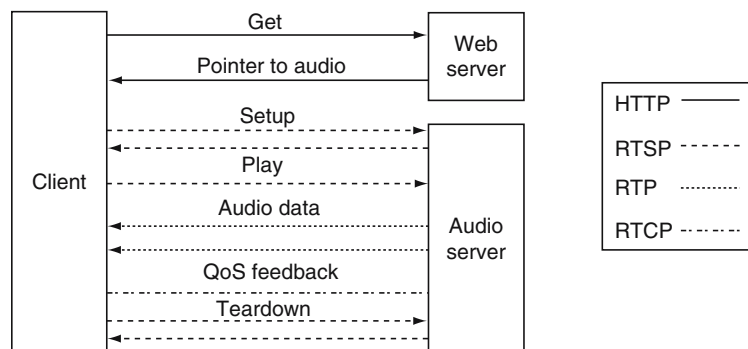 Get
Web
server
Pointer to audio
Setup
Play
Client
Audio data
Audio
server
QoS feedback
Teardown
HTTP
RTSP
RTP
RTCP